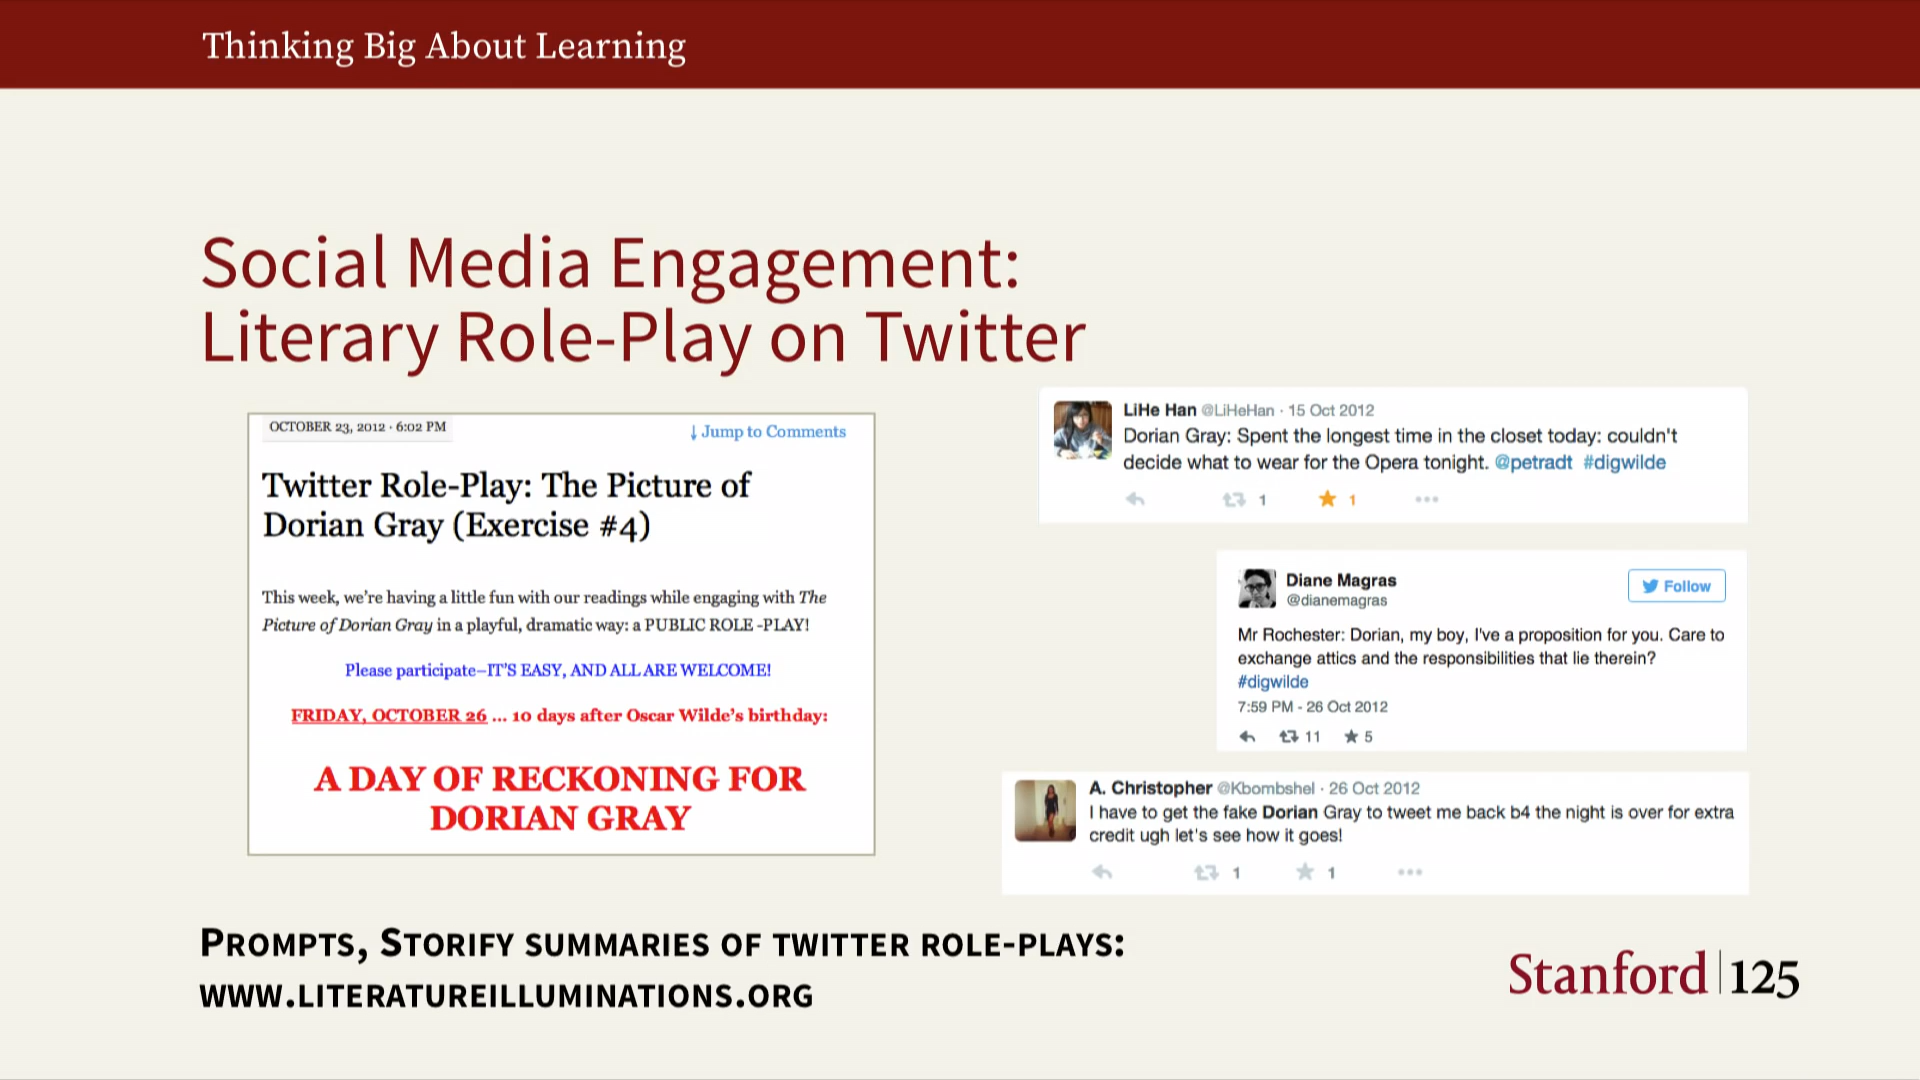 Thinking Big About Learning
Social Media Engagement:
Literary Role-Play on Twitter
OCTOBER 23, 2012 · 6:02 PM
↓ Jump to Comments
Twitter Role-Play: The Picture of
Dorian Gray (Exercise #4)
This week, we're having a little fun with our readings while engaging with The
Picture of Dorian Gray in a playful, dramatic way: a PUBLIC ROLE -PLAY!
Please participate–IT'S EASY, AND ALL ARE WELCOME!
FRIDAY, OCTOBER 26 ... 10 days after Oscar Wilde's birthday:
A DAY OF RECKONING FOR
DORIAN GRAY
LiHe Han @LiHeHan · 15 Oct 2012
Dorian Gray: Spent the longest time in the closet today: couldn't
decide what to wear for the Opera tonight. @petradt #digwilde
1 1
Diane Magras
@dianemagras
Follow
Mr Rochester: Dorian, my boy, I've a proposition for you. Care to
exchange attics and the responsibilities that lie therein?
#digwilde
7:59 PM - 26 Oct 2012
11 5
A. Christopher @Kbombshel · 26 Oct 2012
I have to get the fake Dorian Gray to tweet me back b4 the night is over for extra
credit ugh let's see how it goes!
1 1
PROMPTS, STORIFY SUMMARIES OF TWITTER ROLE-PLAYS:
WWW.LITERATUREILLUMINATIONS.ORG
Stanford | 125